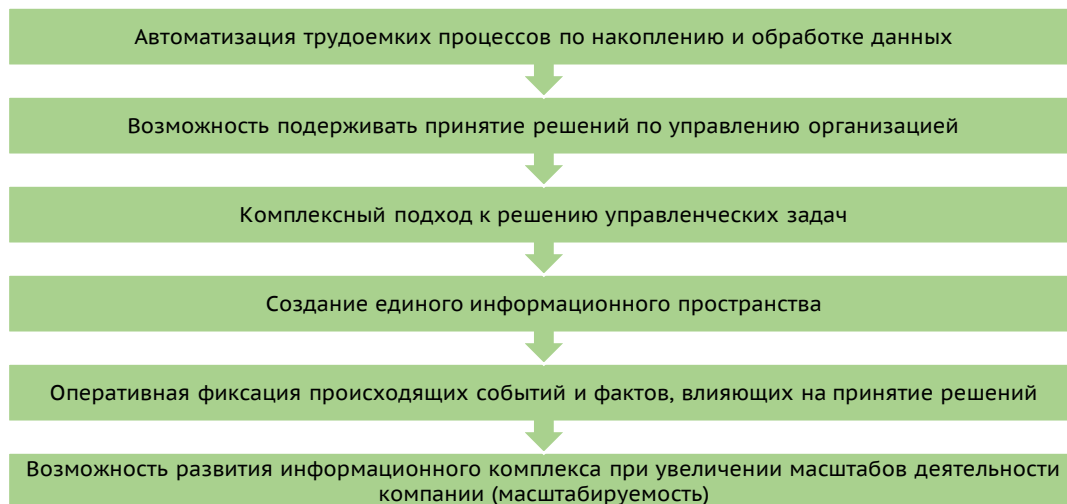 Автоматизация трудоемких процессов по накоплению и обработке данных
Возможность подерживать принятие решений по управлению организацией
Комплексный подход к решению управленческих задач
Создание единого информационного пространства
Оперативная фиксация происходящих событий и фактов, влияющих на принятие решений
Возможность развития информационного комплекса при увеличении масштабов деятельности
компании (масштабируемость)